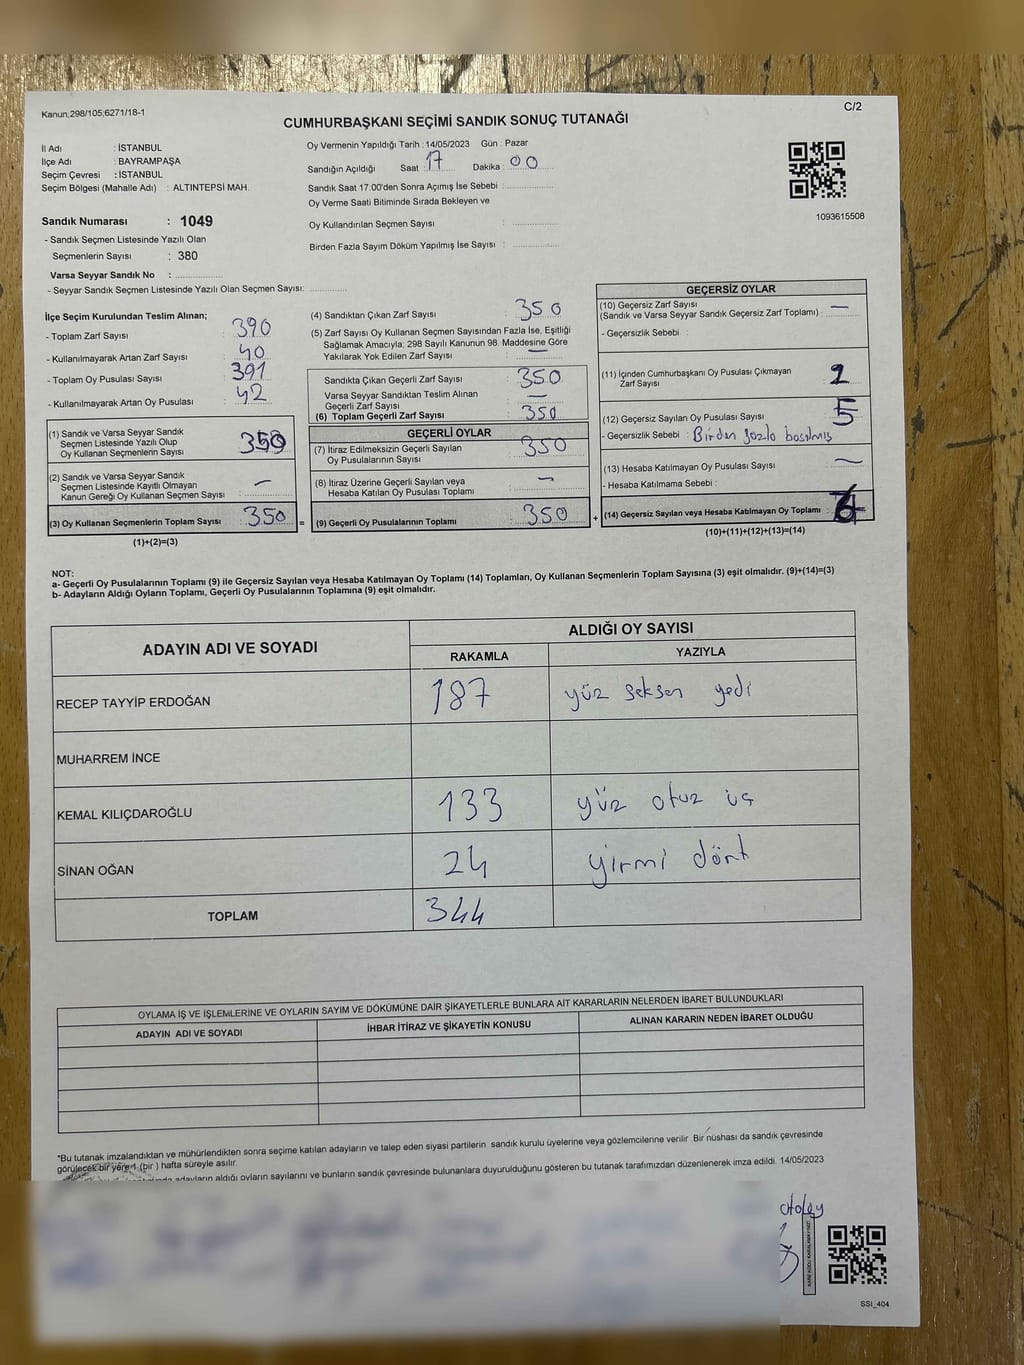 Kanun;298/105;6271/18-1
C/2
CUMHURBAŞKANI SEÇİMİ SANDIK SONUÇ TUTANAĞI
İl Adı : İSTANBUL
İlçe Adı : BAYRAMPAŞA
Seçim Çevresi : İSTANBUL
Seçim Bölgesi (Mahalle Adı) : ALTINTEPSİ MAH.
Sandık Numarası : 1049
- Sandık Seçmen Listesinde Yazılı Olan
Seçmenlerin Sayısı : 380
Varsa Seyyar Sandık No :
- Seyyar Sandık Seçmen Listesinde Yazılı Olan Seçmen Sayısı:
Oy Vermenin Yapıldığı Tarih : 14/05/2023 Gün : Pazar
Sandığın Açıldığı Saat : 17 Dakika : 00
Sandık Saat 17.00'den Sonra Açımış İse Sebebi :
Oy Verme Saati Bitiminde Sırada Bekleyen ve
Oy Kullandırılan Seçmen Sayısı :
Birden Fazla Sayım Döküm Yapılmış İse Sayısı :
1093615508
İlçe Seçim Kurulundan Teslim Alınan;
- Toplam Zarf Sayısı : 390
- Kullanılmayarak Artan Zarf Sayısı : 40
- Toplam Oy Pusulası Sayısı : 391
- Kullanılmayarak Artan Oy Pusulası : 42
(1) Sandık ve Varsa Seyyar Sandık
Seçmen Listesinde Yazılı Olup
Oy Kullanan Seçmenlerin Sayısı : 350
(2) Sandık ve Varsa Seyyar Sandık
Seçmen Listesinde Kayıtlı Olmayan
Kanun Gereği Oy Kullanan Seçmen Sayısı : —
(3) Oy Kullanan Seçmenlerin Toplam Sayısı : 350 =
(1)+(2)=(3)
(4) Sandıktan Çıkan Zarf Sayısı : 350
(5) Zarf Sayısı Oy Kullanan Seçmen Sayısından Fazla İse, Eşitliği
Sağlamak Amacıyla; 298 Sayılı Kanunun 98. Maddesine Göre
Yakılarak Yok Edilen Zarf Sayısı : —
Sandıkta Çıkan Geçerli Zarf Sayısı : 350
Varsa Seyyar Sandıktan Teslim Alınan
Geçerli Zarf Sayısı : —
(6) Toplam Geçerli Zarf Sayısı : 350
GEÇERLİ OYLAR
(7) İtiraz Edilmeksizin Geçerli Sayılan
Oy Pusulalarının Sayısı : 350
(8) İtiraz Üzerine Geçerli Sayılan veya
Hesaba Katılan Oy Pusulası Toplamı : —
(9) Geçerli Oy Pusulalarının Toplamı : 350 +
GEÇERSİZ OYLAR
(10) Geçersiz Zarf Sayısı
(Sandık ve Varsa Seyyar Sandık Geçersiz Zarf Toplamı) : —
- Geçersizlik Sebebi :
(11) İçinden Cumhurbaşkanı Oy Pusulası Çıkmayan
Zarf Sayısı : 1
(12) Geçersiz Sayılan Oy Pusulası Sayısı : 5
- Geçersizlik Sebebi : Birden fazla basılmış
(13) Hesaba Katılmayan Oy Pusulası Sayısı : —
- Hesaba Katılmama Sebebi :
(14) Geçersiz Sayılan veya Hesaba Katılmayan Oy Toplamı : 6
(10)+(11)+(12)+(13)=(14)
NOT:
a- Geçerli Oy Pusulalarının Toplamı (9) ile Geçersiz Sayılan veya Hesaba Katılmayan Oy Toplamı (14) Toplamları, Oy Kullanan Seçmenlerin Toplam Sayısına (3) eşit olmalıdır. (9)+(14)=(3)
b- Adayların Aldığı Oyların Toplamı, Geçerli Oy Pusulalarının Toplamına (9) eşit olmalıdır.
ADAYIN ADI VE SOYADI
ALDIĞI OY SAYISI
RAKAMLA YAZIYLA
RECEP TAYYİP ERDOĞAN 187 yüz seksen yedi
MUHARREM İNCE
KEMAL KILIÇDAROĞLU 133 yüz otuz üç
SİNAN OĞAN 24 yirmi dört
TOPLAM 344
OYLAMA İŞ VE İŞLEMLERİNE VE OYLARIN SAYIM VE DÖKÜMÜNE DAİR ŞİKAYETLERLE BUNLARA AİT KARARLARIN NELERDEN İBARET BULUNDUKLARI
ADAYIN ADI VE SOYADI İHBAR İTİRAZ VE ŞİKAYETİN KONUSU ALINAN KARARIN NEDEN İBARET OLDUĞU
*Bu tutanak imzalandıktan ve mühürlendikten sonra seçime katılan adayların ve talep eden siyasi partilerin sandık kurulu üyelerine veya gözlemcilerine verilir. Bir nüshası da sandık çevresinde
görülecek bir yere 1 (bir) hafta süreyle asılır.
adayların aldığı oyların sayılarını ve bunların sandık çevresinde bulunanlara duyurulduğunu gösteren bu tutanak tarafımızdan düzenlenerek imza edildi. 14/05/2023
SSI_404